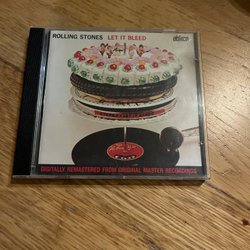 ROLLING STONES LET IT BLEED
abkco
DIGITALLY REMASTERED FROM ORIGINAL MASTER RECORDINGS